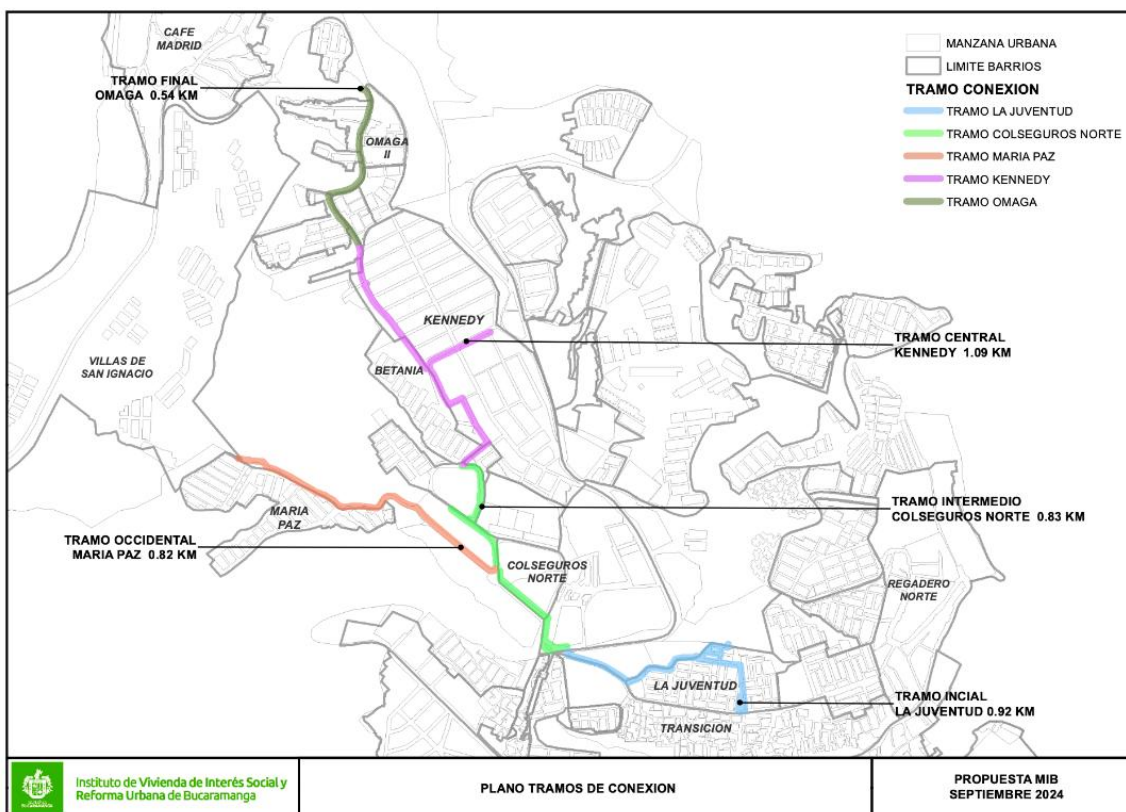 CAFE
MADRID
TRAMO FINAL
OMAGA 0.54 KM
OMAGA
II
MANZANA URBANA
LIMITE BARRIOS
TRAMO CONEXION
TRAMO LA JUVENTUD
TRAMO COLSEGUROS NORTE
TRAMO MARIA PAZ
TRAMO KENNEDY
TRAMO OMAGA
KENNEDY
TRAMO CENTRAL
KENNEDY 1.09 KM
VILLAS DE
SAN IGNACIO
BETANIA
MARIA
PAZ
TRAMO OCCIDENTAL
MARIA PAZ 0.82 KM
TRAMO INTERMEDIO
COLSEGUROS NORTE 0.83 KM
COLSEGUROS
NORTE
REGADERO
NORTE
LA JUVENTUD
TRAMO INCIAL
LA JUVENTUD 0.92 KM
TRANSICION
Instituto de Vivienda de Interés Social y
Reforma Urbana de Bucaramanga
PLANO TRAMOS DE CONEXION
PROPUESTA MIB
SEPTIEMBRE 2024